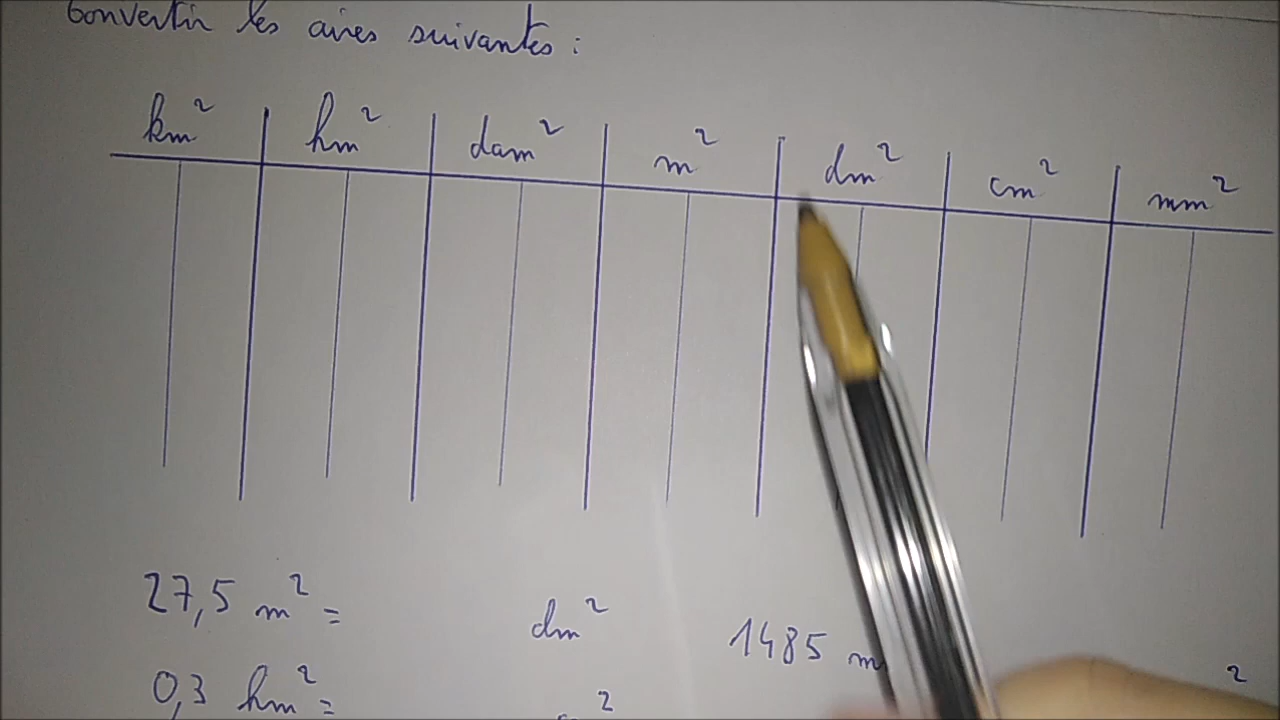 Convertir les aires suivantes :
km² hm² dam² m² dm² cm² mm²
27,5 m² = dm² 1485 m
0,3 hm² = ²